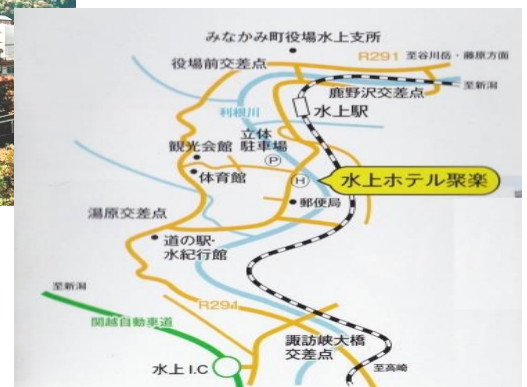 みなかみ町役場水上支所
R291
至谷川岳・藤原方面
役場前交差点
鹿野沢交差点
至新潟
利根川
水上駅
立体
駐車場
P
観光会館
体育館
H
水上ホテル聚楽
郵便局
湯原交差点
道の駅・
水紀行館
至新潟
R291
関越自動車道
諏訪峡大橋
交差点
水上I.C
至高崎